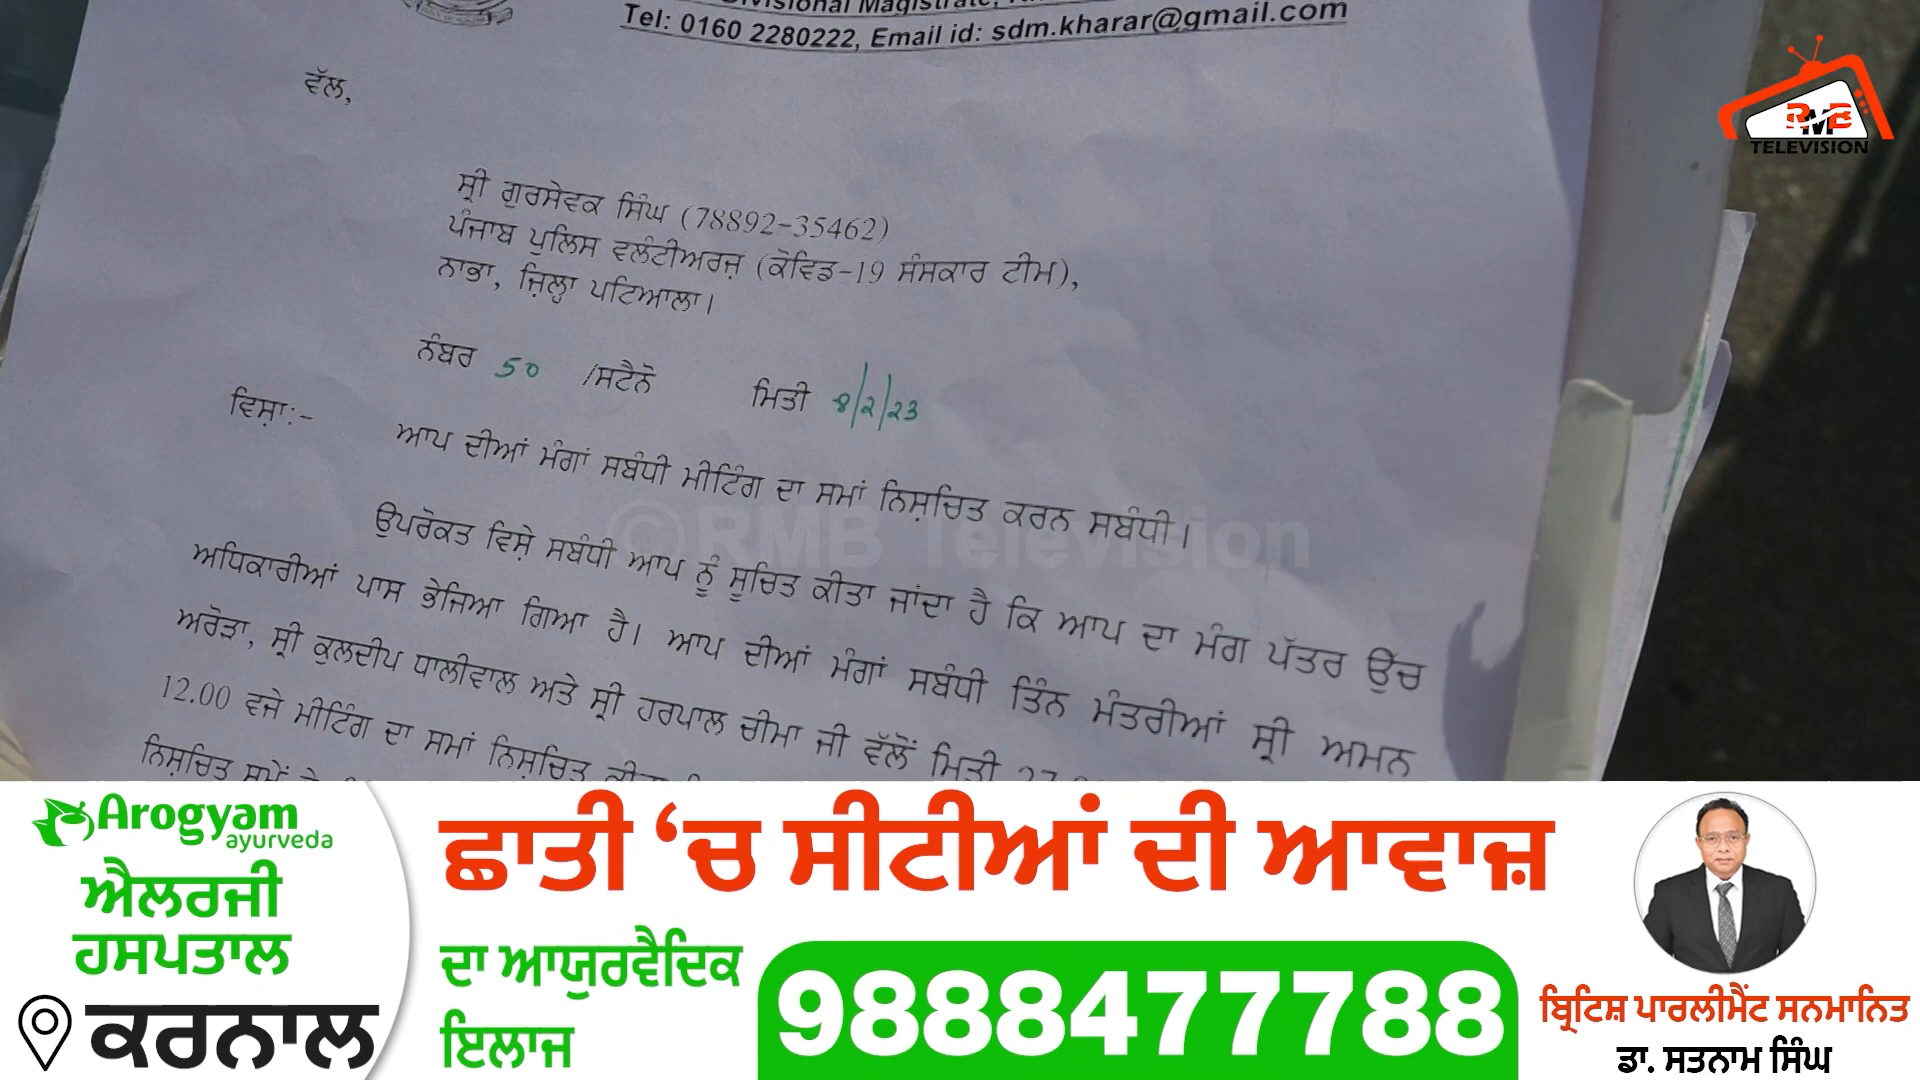 Divisional Magistrate,
Tel: 0160 2280222, Email id: sdm.kharar@gmail.com
ਵੱਲ,
ਸ੍ਰੀ ਗੁਰਸੇਵਕ ਸਿੰਘ (78892-35462)
ਪੰਜਾਬ ਪੁਲਿਸ ਵਲੰਟੀਅਰਜ਼ (ਕੋਵਿਡ-19 ਸੰਸਕਾਰ ਟੀਮ),
ਨਾਭਾ, ਜ਼ਿਲ੍ਹਾ ਪਟਿਆਲਾ।
ਨੰਬਰ 50 /ਸਟੈਨੋ ਮਿਤੀ 8/2/23
ਵਿਸ਼ਾ:- ਆਪ ਦੀਆਂ ਮੰਗਾਂ ਸਬੰਧੀ ਮੀਟਿੰਗ ਦਾ ਸਮਾਂ ਨਿਸ਼ਚਿਤ ਕਰਨ ਸਬੰਧੀ।
ਉਪਰੋਕਤ ਵਿਸ਼ੇ ਸਬੰਧੀ ਆਪ ਨੂੰ ਸੂਚਿਤ ਕੀਤਾ ਜਾਂਦਾ ਹੈ ਕਿ ਆਪ ਦਾ ਮੰਗ ਪੱਤਰ ਉੱਚ
ਅਧਿਕਾਰੀਆਂ ਪਾਸ ਭੇਜਿਆ ਗਿਆ ਹੈ। ਆਪ ਦੀਆਂ ਮੰਗਾਂ ਸਬੰਧੀ ਤਿੰਨ ਮੰਤਰੀਆਂ ਸ੍ਰੀ ਅਮਨ
ਅਰੋੜਾ, ਸ੍ਰੀ ਕੁਲਦੀਪ ਧਾਲੀਵਾਲ ਅਤੇ ਸ੍ਰੀ ਹਰਪਾਲ ਚੀਮਾ ਜੀ ਵੱਲੋਂ ਮਿਤੀ
12.00 ਵਜੇ ਮੀਟਿੰਗ ਦਾ ਸਮਾਂ ਨਿਸ਼ਚਿਤ ਕੀਤਾ
ਨਿਸ਼ਚਿਤ ਸਮੇਂ
©RMB Television
RMB
TELEVISION
Arogyam
ayurveda
ਐਲਰਜੀ
ਹਸਪਤਾਲ
ਕਰਨਾਲ
ਛਾਤੀ ‘ਚ ਸੀਟੀਆਂ ਦੀ ਆਵਾਜ਼
ਦਾ ਆਯੁਰਵੈਦਿਕ
ਇਲਾਜ
9888477788
ਬ੍ਰਿਟਿਸ਼ ਪਾਰਲੀਮੈਂਟ ਸਨਮਾਨਿਤ
ਡਾ. ਸਤਨਾਮ ਸਿੰਘ